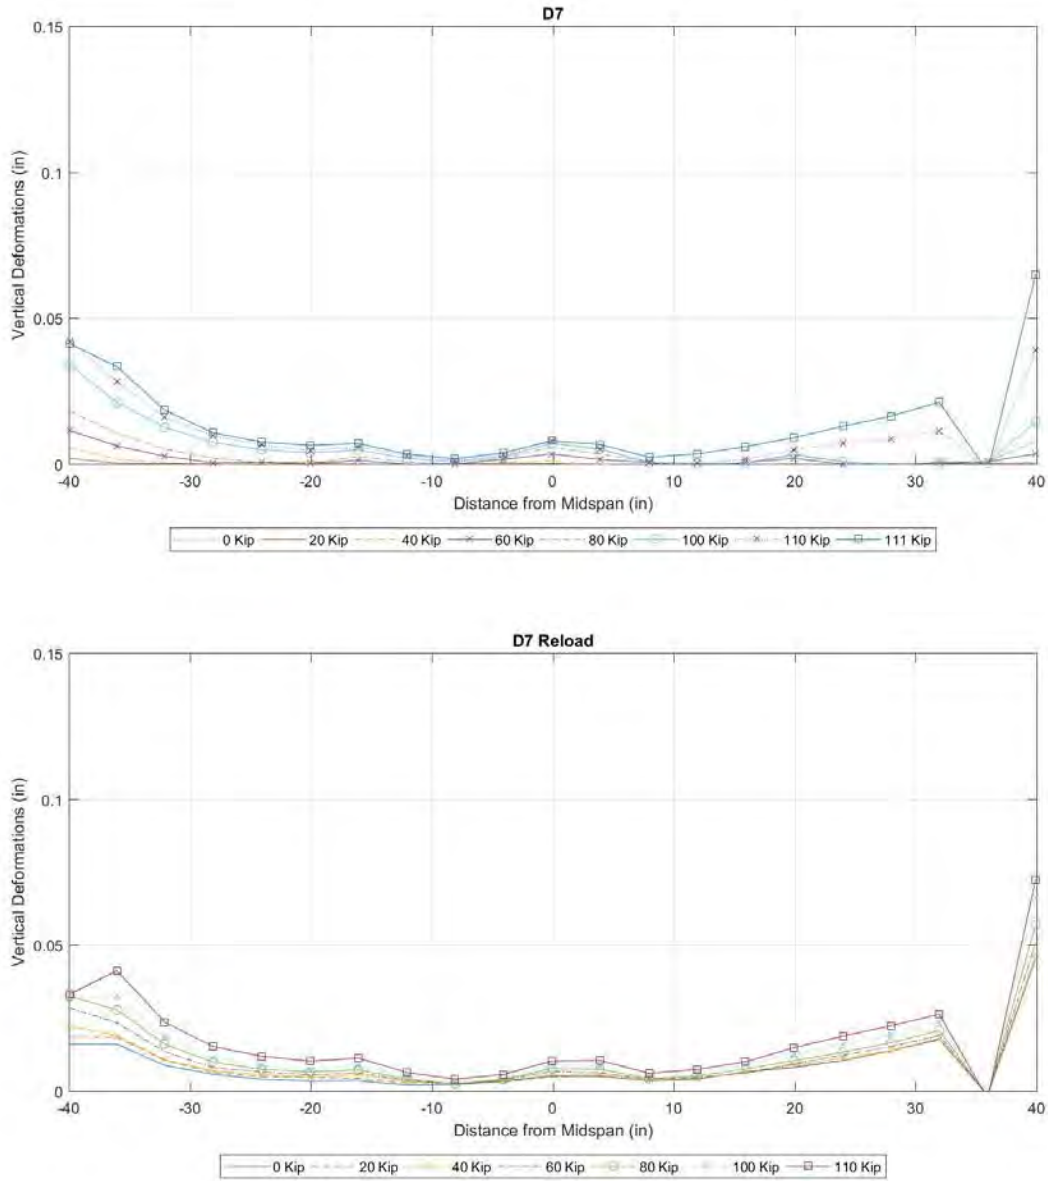 D7
0.15
0.1
0.05
0
Vertical Deformations (in)
-40 -30 -20 -10 0 10 20 30 40
Distance from Midspan (in)
0 Kip 20 Kip 40 Kip 60 Kip 80 Kip 100 Kip 110 Kip 111 Kip
D7 Reload
0.15
0.1
0.05
0
Vertical Deformations (in)
-40 -30 -20 -10 0 10 20 30 40
Distance from Midspan (in)
0 Kip 20 Kip 40 Kip 60 Kip 80 Kip 100 Kip 110 Kip